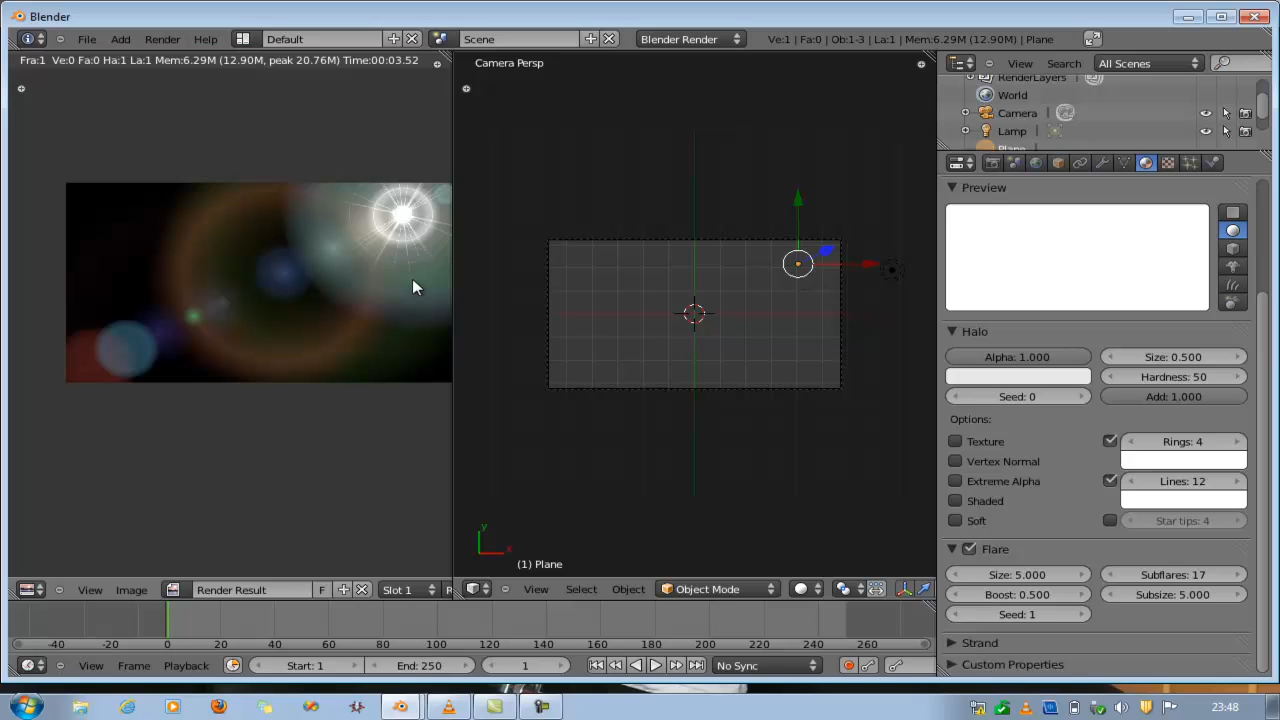 Blender
File Add Render Help Default Scene Blender Render Ve:1 | Fa:0 | Ob:1-3 | La:1 | Mem:6.29M (12.90M) | Plane
Fra:1 Ve:0 Fa:0 Ha:1 La:1 Mem:6.29M (12.90M, peak 20.76M) Time:00:03.52
Camera Persp
View Search All Scenes
RenderLayers
World
Camera
Lamp
Plane
Preview
Halo
Alpha: 1.000 Size: 0.500
Hardness: 50
Seed: 0 Add: 1.000
Options:
Texture Rings: 4
Vertex Normal
Extreme Alpha Lines: 12
Shaded
Soft Star tips: 4
Flare
Size: 5.000 Subflares: 17
Boost: 0.500 Subsize: 5.000
Seed: 1
Strand
Custom Properties
y
x
(1) Plane
View Image Render Result F Slot 1 R
View Select Object Object Mode
-40 -20 0 20 40 60 80 100 120 140 160 180 200 220 240 260
View Frame Playback Start: 1 End: 250 1 No Sync
23:48